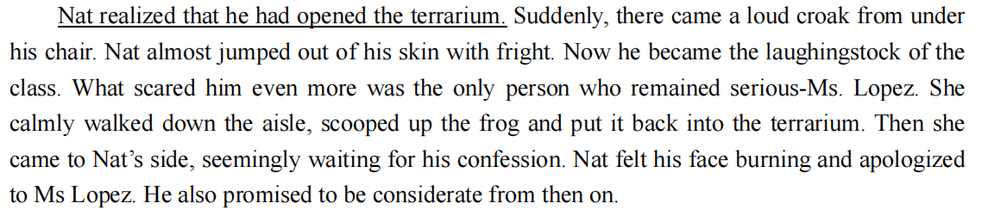 Nat realized that he had opened the terrarium. Suddenly, there came a loud croak from under
his chair. Nat almost jumped out of his skin with fright. Now he became the laughingstock of the
class. What scared him even more was the only person who remained serious-Ms. Lopez. She
calmly walked down the aisle, scooped up the frog and put it back into the terrarium. Then she
came to Nat’s side, seemingly waiting for his confession. Nat felt his face burning and apologized
to Ms Lopez. He also promised to be considerate from then on.